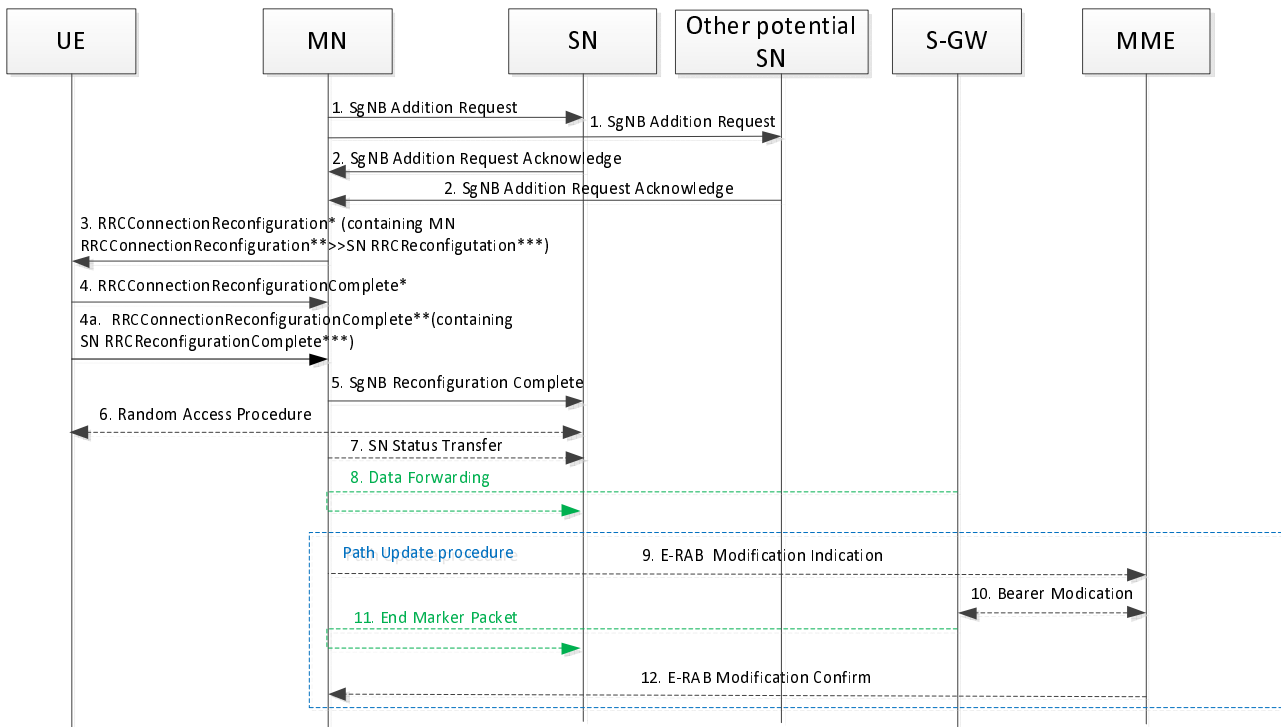 UE
MN
SN
Other potential
SN
S-GW
MME
1. SgNB Addition Request
1. SgNB Addition Request
2. SgNB Addition Request Acknowledge
2. SgNB Addition Request Acknowledge
3. RRCConnectionReconfiguration* (containing MN
RRCConnectionReconfiguration**>>SN RRCReconfigutation***)
4. RRCConnectionReconfigurationComplete*
4a. RRCConnectionReconfigurationComplete**(containing
SN RRCReconfigurationComplete***)
5. SgNB Reconfiguration Complete
6. Random Access Procedure
7. SN Status Transfer
8. Data Forwarding
Path Update procedure
9. E-RAB Modification Indication
10. Bearer Modication
11. End Marker Packet
12. E-RAB Modification Confirm